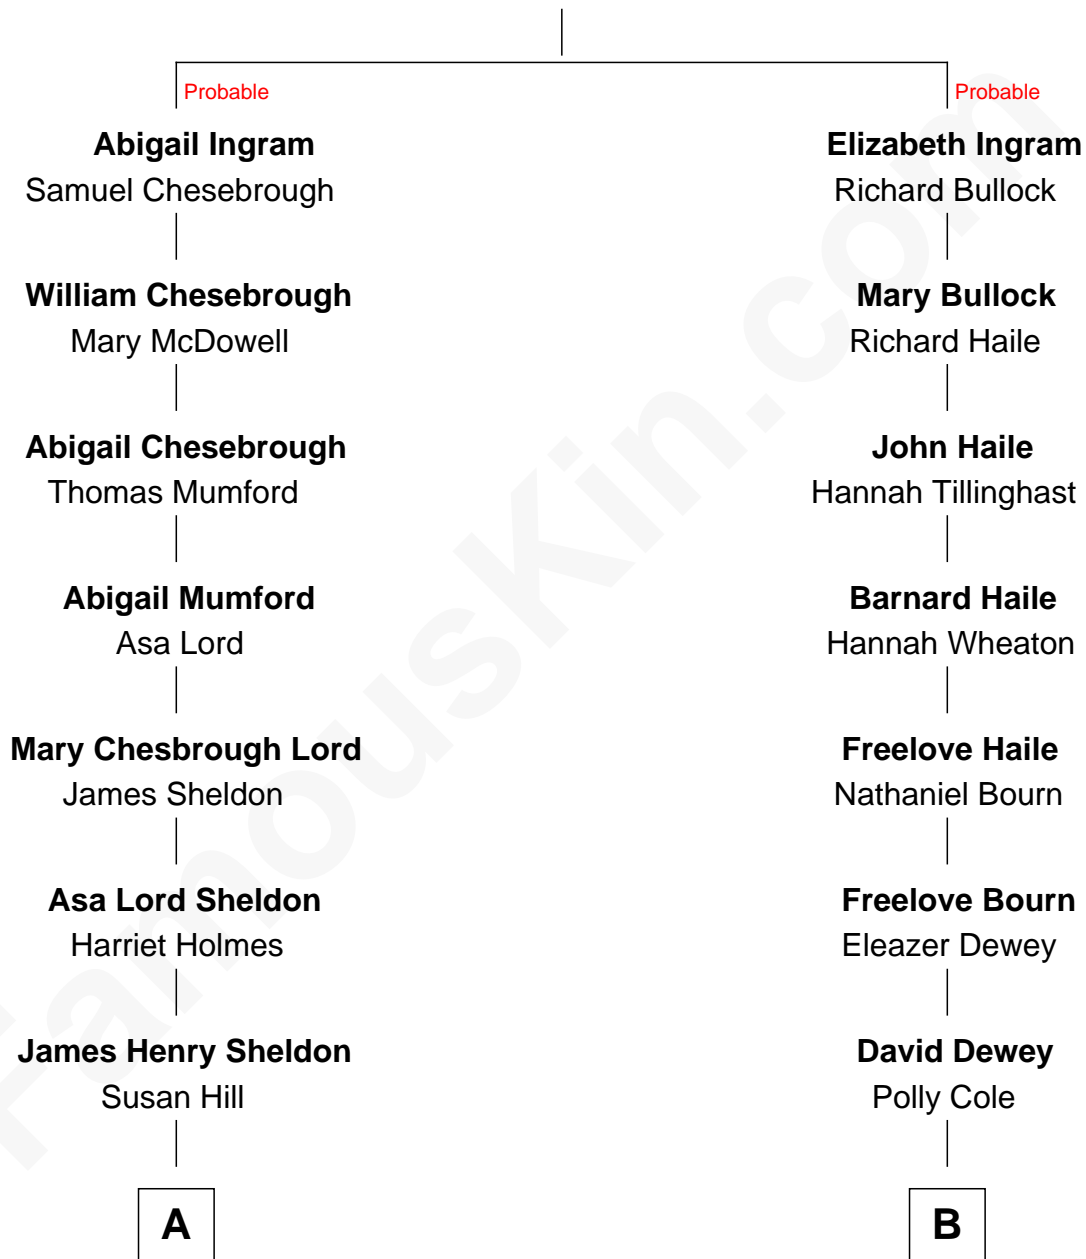 Probable
Abigail Ingram
Samuel Chesebrough
William Chesebrough
Mary McDowell
Abigail Chesebrough
Thomas Mumford
Abigail Mumford
Asa Lord
Mary Chesbrough Lord
James Sheldon
Asa Lord Sheldon
Harriet Holmes
James Henry Sheldon
Susan Hill
A
Probable
Elizabeth Ingram
Richard Bullock
Mary Bullock
Richard Haile
John Haile
Hannah Tillinghast
Barnard Haile
Hannah Wheaton
Freelove Haile
Nathaniel Bourn
Freelove Bourn
Eleazer Dewey
David Dewey
Polly Cole
B
FamousKin.com